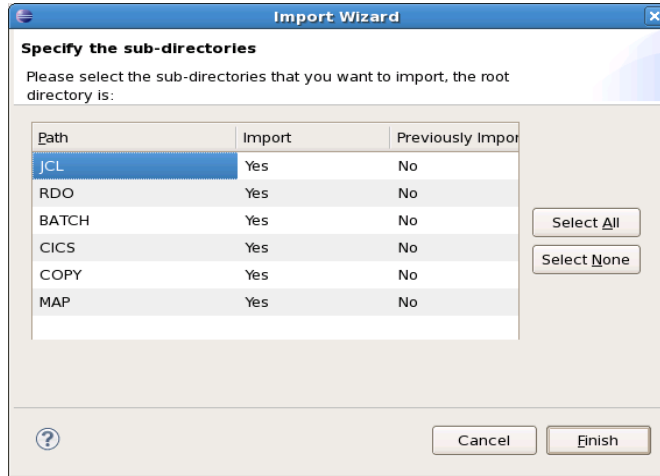 Import Wizard
Specify the sub-directories
Please select the sub-directories that you want to import, the root
directory is:
Path Import Previously Impor
JCL Yes No
RDO Yes No
BATCH Yes No
CICS Yes No
COPY Yes No
MAP Yes No
Select All
Select None
? Cancel Finish